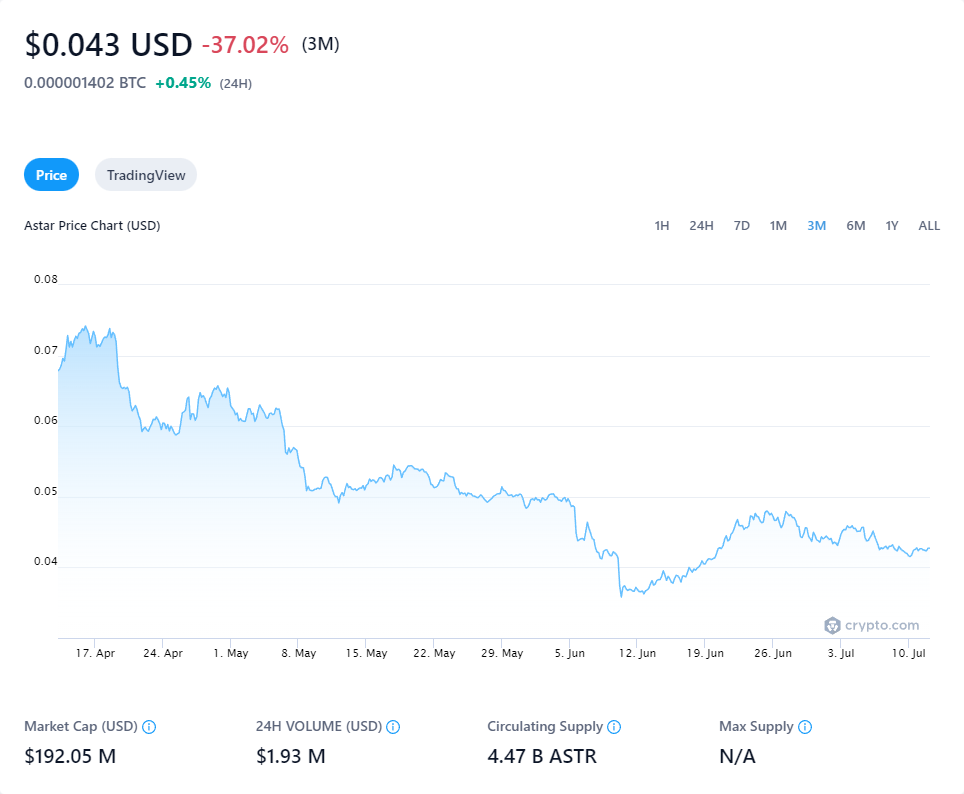 $0.043 USD -37.02% (3M)
0.000001402 BTC +0.45% (24H)
Price TradingView
Astar Price Chart (USD) 1H 24H 7D 1M 3M 6M 1Y ALL
0.08
0.07
0.06
0.05
0.04
crypto.com
17. Apr 24. Apr 1. May 8. May 15. May 22. May 29. May 5. Jun 12. Jun 19. Jun 26. Jun 3. Jul 10. Jul
Market Cap (USD) 24H VOLUME (USD) Circulating Supply Max Supply
$192.05 M $1.93 M 4.47 B ASTR N/A